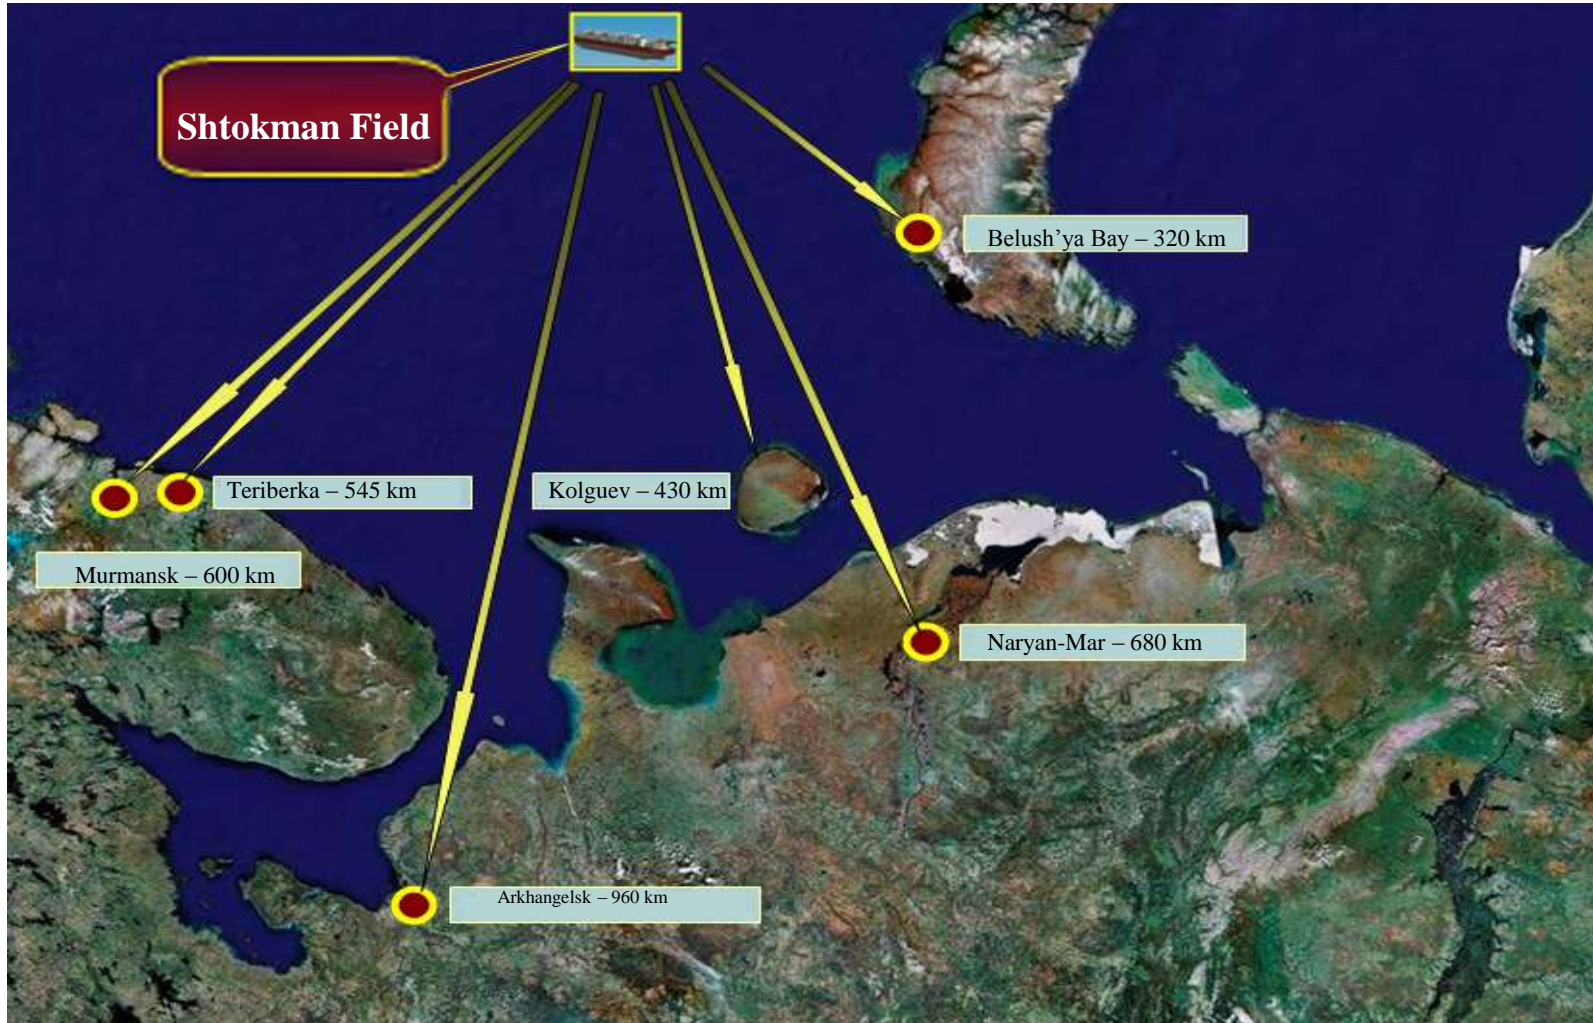 Shtokman Field
Belush’ya Bay – 320 km
Teriberka – 545 km
Kolguev – 430 km
Murmansk – 600 km
Naryan-Mar – 680 km
Arkhangelsk – 960 km